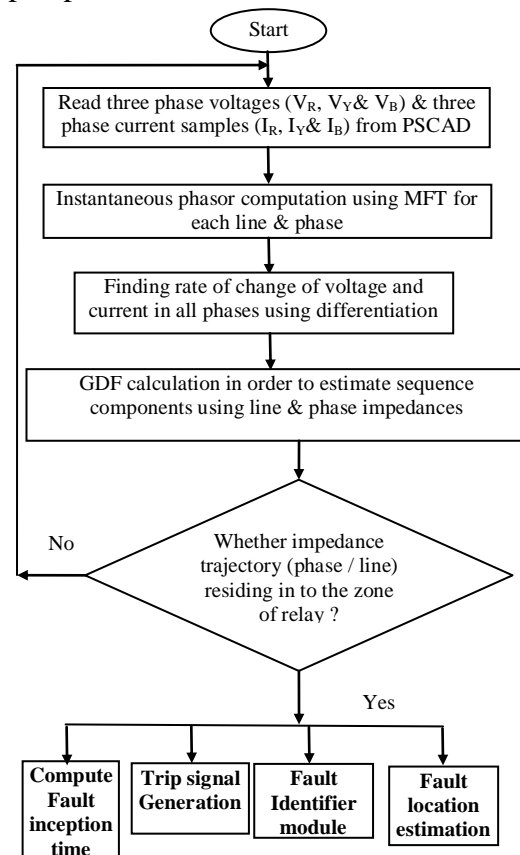 Start
Read three phase voltages (VR, VY& VB) & three
phase current samples (IR, IY& IB) from PSCAD
Instantaneous phasor computation using MFT for
each line & phase
Finding rate of change of voltage and
current in all phases using differentiation
GDF calculation in order to estimate sequence
components using line & phase impedances
Whether impedance
trajectory (phase / line)
residing in to the zone
of relay ?
No
Yes
Compute
Fault
inception
time
Trip signal
Generation
Fault
Identifier
module
Fault
location
estimation